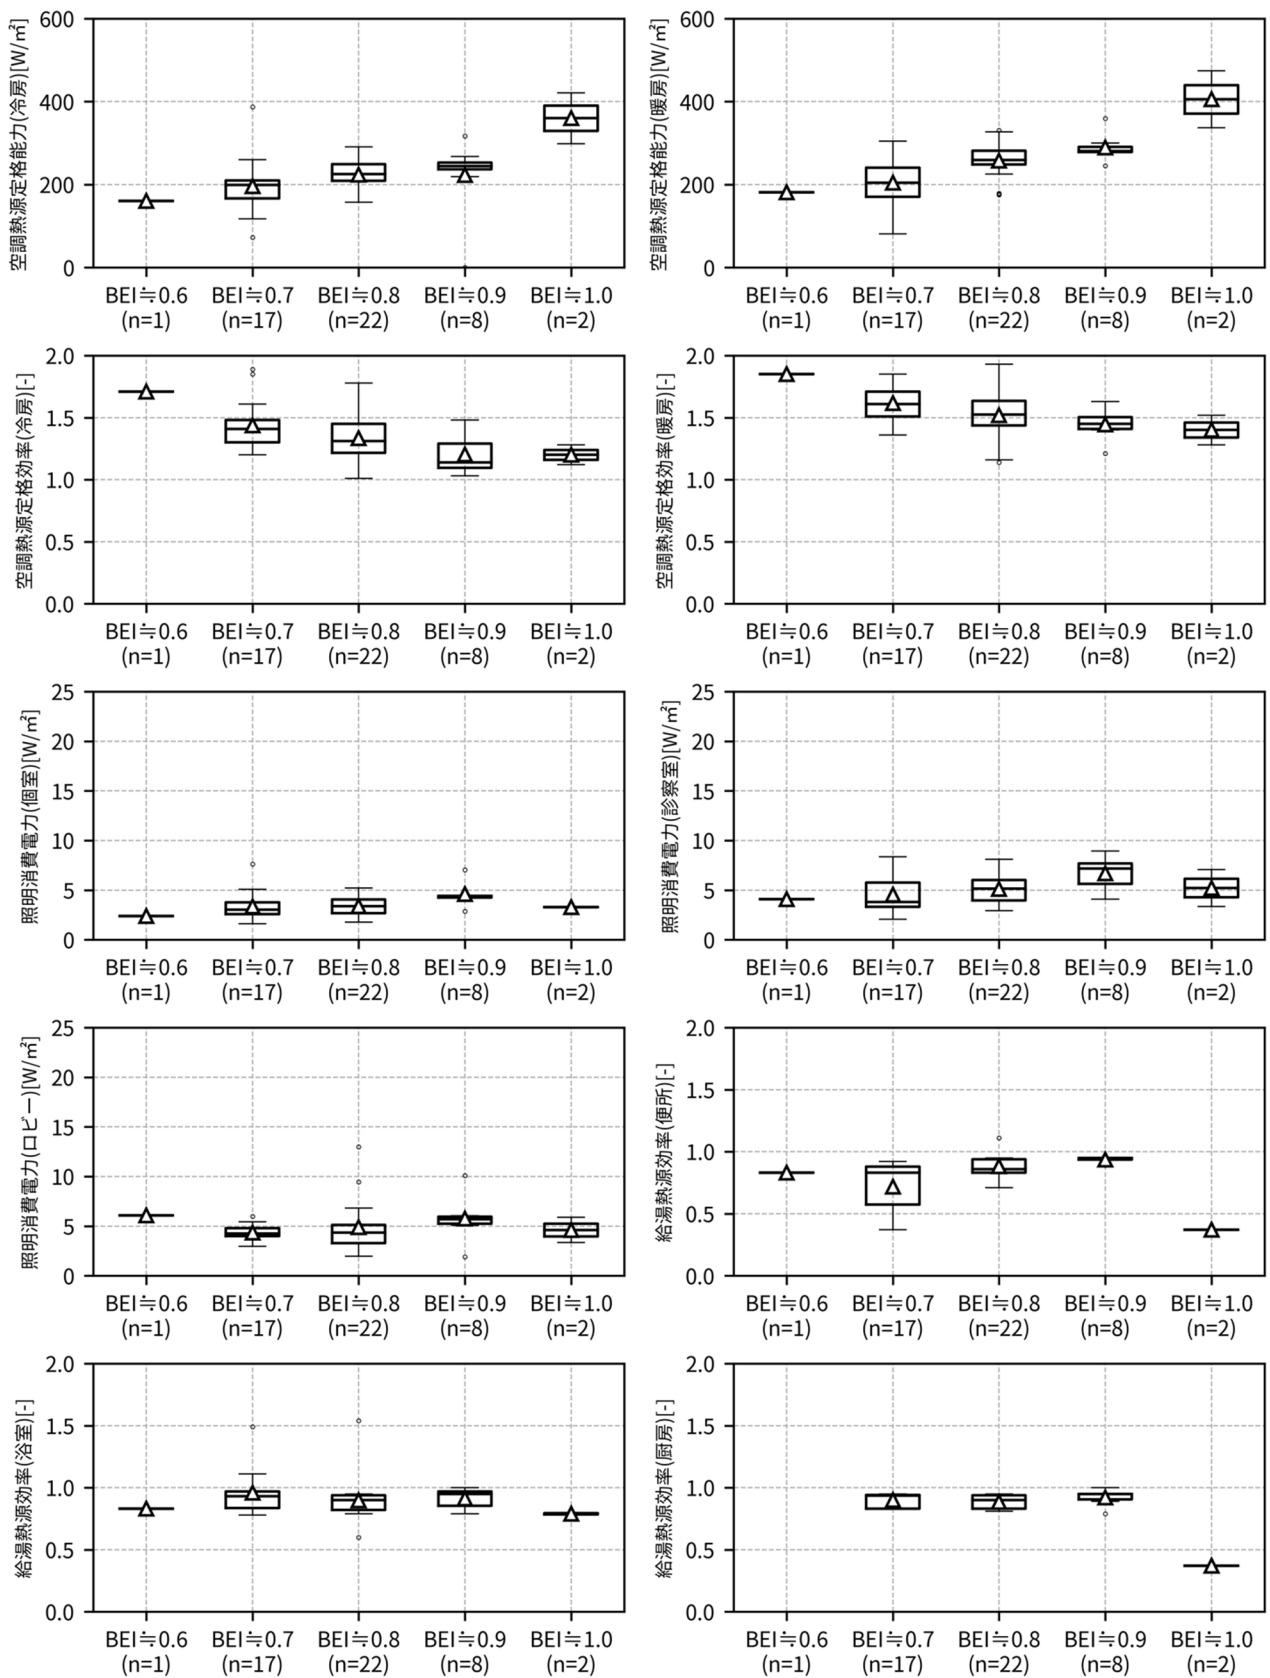 空調熱源定格能力(冷房)[W/㎡]
600
400
200
0
BEI≒0.6 BEI≒0.7 BEI≒0.8 BEI≒0.9 BEI≒1.0
(n=1) (n=17) (n=22) (n=8) (n=2)
空調熱源定格能力(暖房)[W/㎡]
600
400
200
0
BEI≒0.6 BEI≒0.7 BEI≒0.8 BEI≒0.9 BEI≒1.0
(n=1) (n=17) (n=22) (n=8) (n=2)
空調熱源定格効率(冷房)[-]
2.0
1.5
1.0
0.5
0.0
BEI≒0.6 BEI≒0.7 BEI≒0.8 BEI≒0.9 BEI≒1.0
(n=1) (n=17) (n=22) (n=8) (n=2)
空調熱源定格効率(暖房)[-]
2.0
1.5
1.0
0.5
0.0
BEI≒0.6 BEI≒0.7 BEI≒0.8 BEI≒0.9 BEI≒1.0
(n=1) (n=17) (n=22) (n=8) (n=2)
照明消費電力(個室)[W/㎡]
25
20
15
10
5
0
BEI≒0.6 BEI≒0.7 BEI≒0.8 BEI≒0.9 BEI≒1.0
(n=1) (n=17) (n=22) (n=8) (n=2)
照明消費電力(診察室)[W/㎡]
25
20
15
10
5
0
BEI≒0.6 BEI≒0.7 BEI≒0.8 BEI≒0.9 BEI≒1.0
(n=1) (n=17) (n=22) (n=8) (n=2)
照明消費電力(ロビー)[W/㎡]
25
20
15
10
5
0
BEI≒0.6 BEI≒0.7 BEI≒0.8 BEI≒0.9 BEI≒1.0
(n=1) (n=17) (n=22) (n=8) (n=2)
給湯熱源効率(便所)[-]
2.0
1.5
1.0
0.5
0.0
BEI≒0.6 BEI≒0.7 BEI≒0.8 BEI≒0.9 BEI≒1.0
(n=1) (n=17) (n=22) (n=8) (n=2)
給湯熱源効率(浴室)[-]
2.0
1.5
1.0
0.5
0.0
BEI≒0.6 BEI≒0.7 BEI≒0.8 BEI≒0.9 BEI≒1.0
(n=1) (n=17) (n=22) (n=8) (n=2)
給湯熱源効率(厨房)[-]
2.0
1.5
1.0
0.5
0.0
BEI≒0.6 BEI≒0.7 BEI≒0.8 BEI≒0.9 BEI≒1.0
(n=1) (n=17) (n=22) (n=8) (n=2)